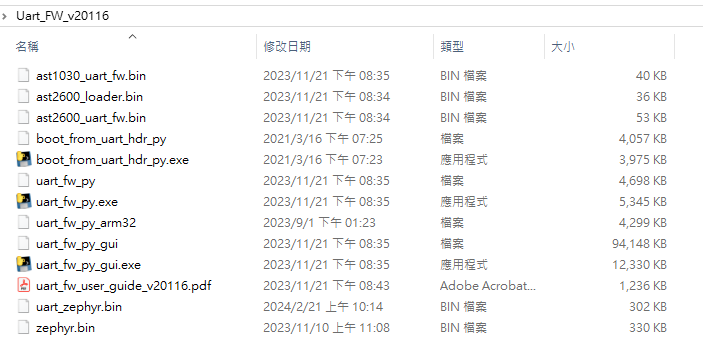 Uart_FW_v20116
名稱 修改日期 類型 大小
ast1030_uart_fw.bin 2023/11/21 下午 08:35 BIN 檔案 40 KB
ast2600_loader.bin 2023/11/21 下午 08:34 BIN 檔案 36 KB
ast2600_uart_fw.bin 2023/11/21 下午 08:34 BIN 檔案 53 KB
boot_from_uart_hdr_py 2021/3/16 下午 07:25 檔案 4,057 KB
boot_from_uart_hdr_py.exe 2021/3/16 下午 07:23 應用程式 3,975 KB
uart_fw_py 2023/11/21 下午 08:35 檔案 4,698 KB
uart_fw_py.exe 2023/11/21 下午 08:35 應用程式 5,345 KB
uart_fw_py_arm32 2023/9/1 下午 01:23 檔案 4,299 KB
uart_fw_py_gui 2023/11/21 下午 08:35 檔案 94,148 KB
uart_fw_py_gui.exe 2023/11/21 下午 08:35 應用程式 12,330 KB
uart_fw_user_guide_v20116.pdf 2023/11/21 下午 08:43 Adobe Acrobat... 1,236 KB
uart_zephyr.bin 2024/2/21 上午 10:14 BIN 檔案 302 KB
zephyr.bin 2023/11/10 上午 11:08 BIN 檔案 330 KB